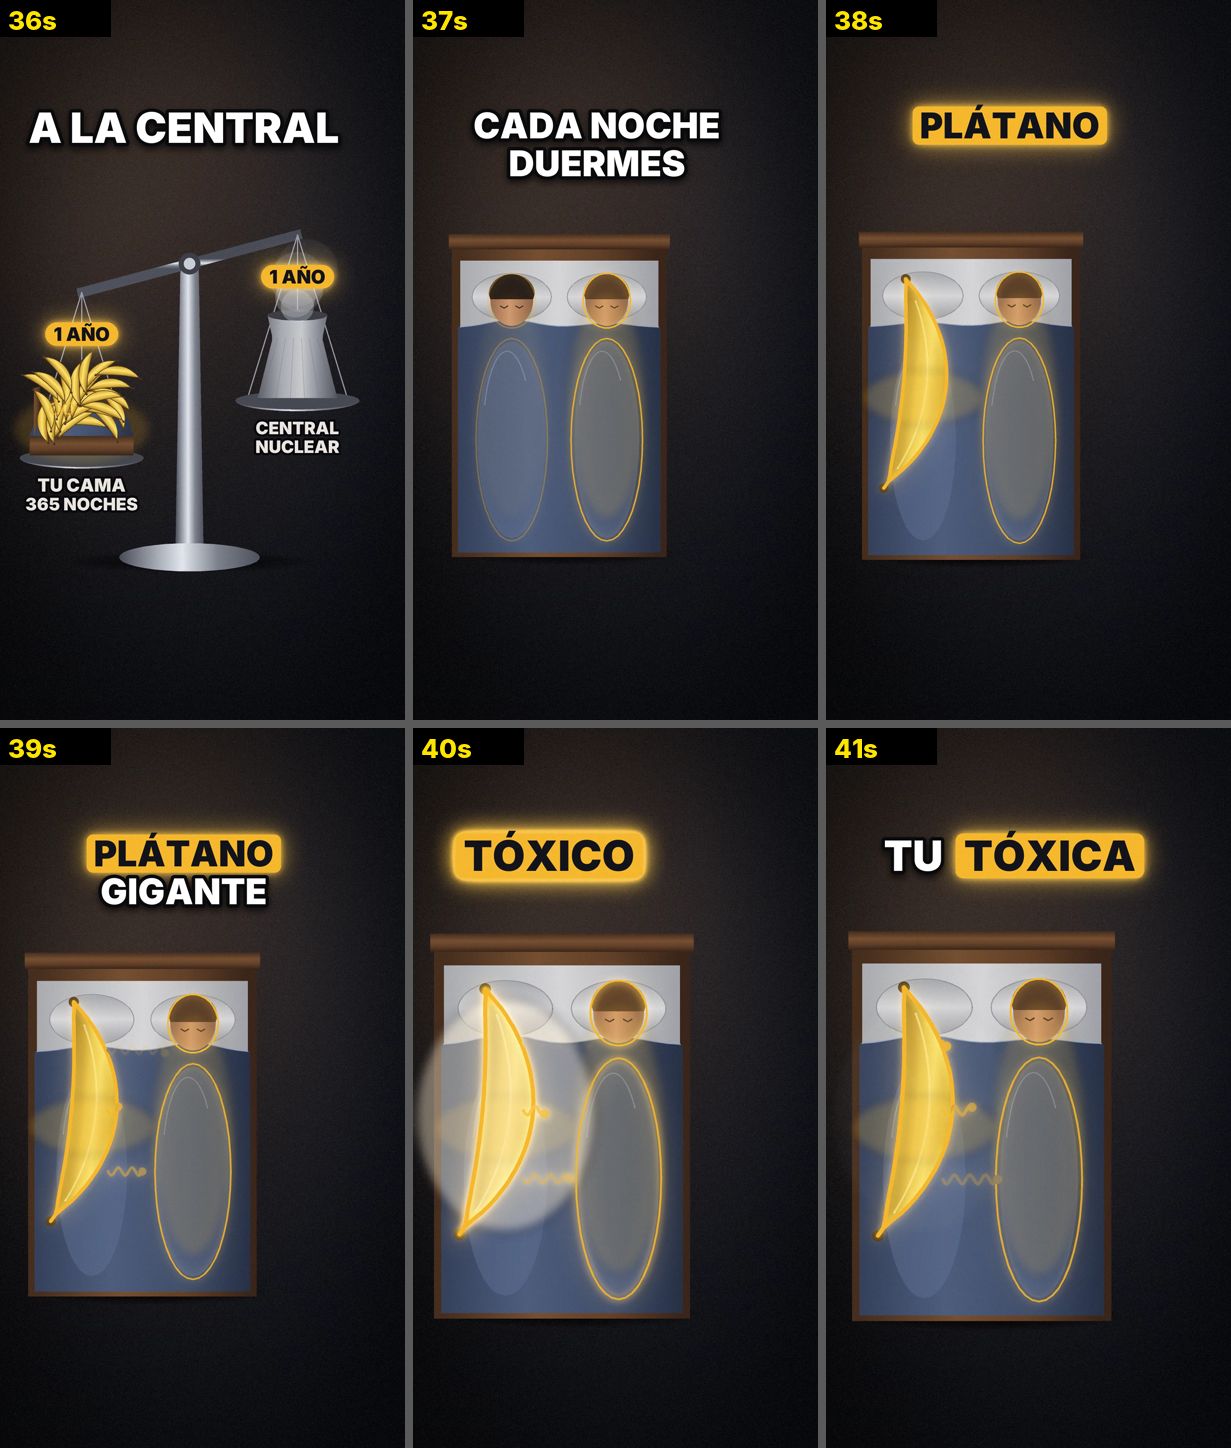 36s
A LA CENTRAL
1 AÑO
1 AÑO
CENTRAL
NUCLEAR
TU CAMA
365 NOCHES
37s
CADA NOCHE
DUERMES
38s
PLÁTANO
39s
PLÁTANO
GIGANTE
40s
TÓXICO
41s
TU TÓXICA